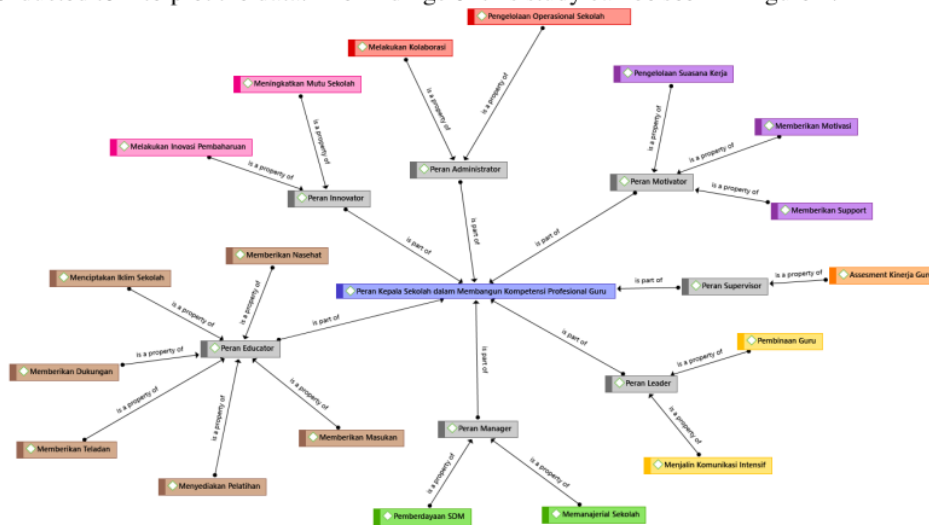 Pengelolaan Operasional Sekolah
Melakukan Kolaborasi
Pengelolaan Suasana Kerja
Meningkatkan Mutu Sekolah
is a property of
is a property of
is a property of
Memberikan Motivasi
is a property of
Melakukan Inovasi Pembaharuan
is a property of
is a property of
Peran Administrator
Peran Motivator
is a property of
Peran Innovator
Memberikan Support
is part of
is part of
is part of
Memberikan Nasehat
Menciptakan Iklim Sekolah
is a property of
Assesment Kinerja Guru
is part of
Peran Supervisor
Peran Kepala Sekolah dalam Membangun Kompetensi Profesional Guru
is a property of
is a property of
is part of
is part of
Pembinaan Guru
Peran Educator
is part of
is a property of
is a property of
Memberikan Dukungan
Peran Leader
is a property of
is a property of
is a property of
is a property of
Peran Manager
Memberikan Masukan
Memberikan Teladan
Menjalin Komunikasi Intensif
is a property of
is a property of
Menyediakan Pelatihan
Pemberdayaan SDM
Memanajerial Sekolah